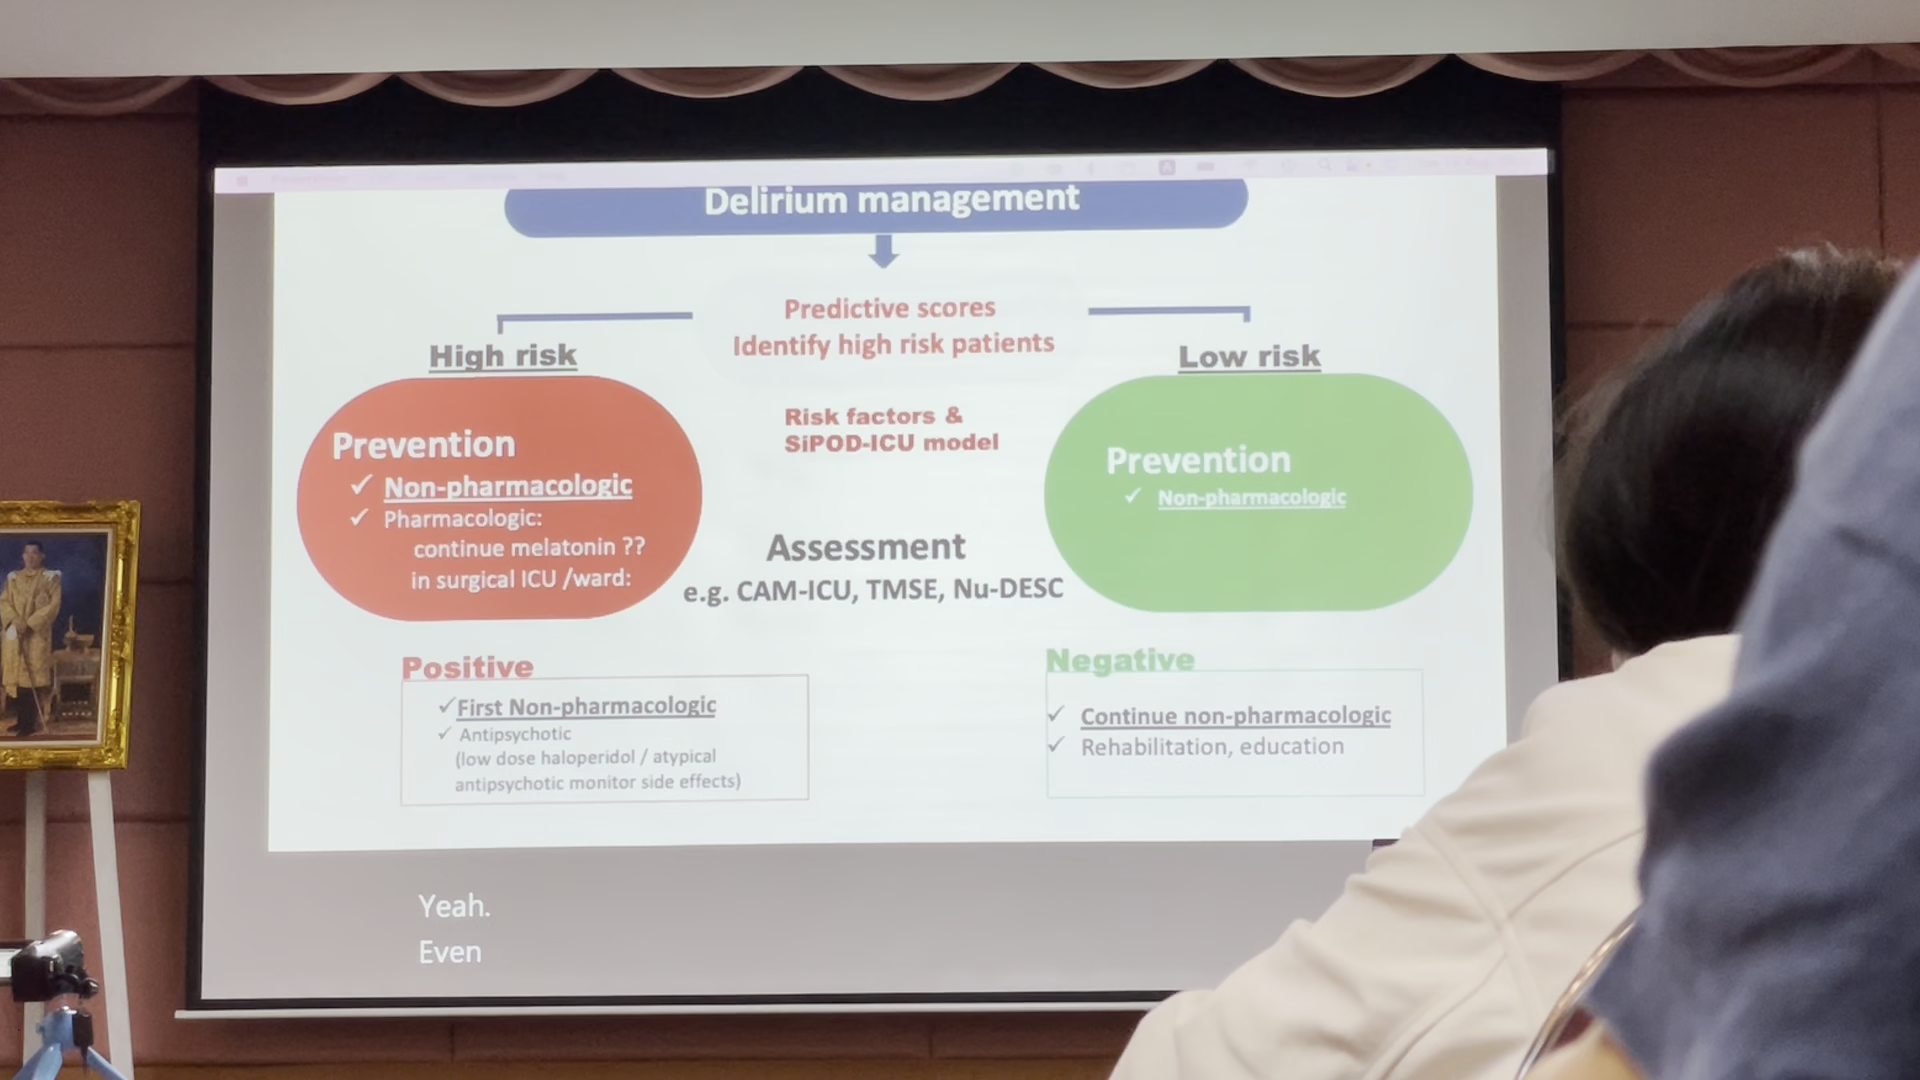 Delirium management
Predictive scores
Identify high risk patients
High risk
Low risk
Risk factors &
SiPOD-ICU model
Prevention
✓ Non-pharmacologic
✓ Pharmacologic:
continue melatonin ??
in surgical ICU /ward:
Prevention
✓ Non-pharmacologic
Assessment
e.g. CAM-ICU, TMSE, Nu-DESC
Positive
✓First Non-pharmacologic
✓ Antipsychotic
(low dose haloperidol / atypical
antipsychotic monitor side effects)
Negative
✓ Continue non-pharmacologic
✓ Rehabilitation, education
Yeah.
Even